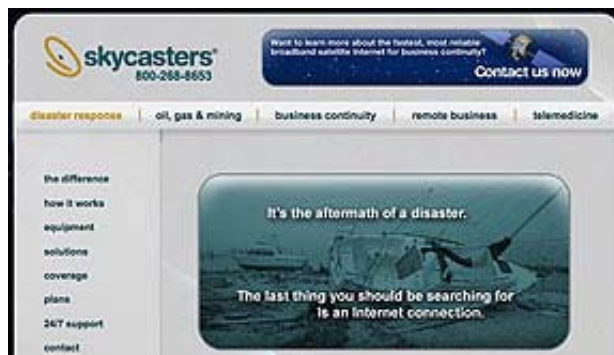 skycasters®
800-268-8653
Want to learn more about the fastest, most reliable
broadband satellite Internet for business continuity?
Contact us now
disaster response | oil, gas & mining | business continuity | remote business | telemedicine
the difference
how it works
equipment
solutions
coverage
plans
24/7 support
contact
It's the aftermath of a disaster.
The last thing you should be searching for
is an Internet connection.